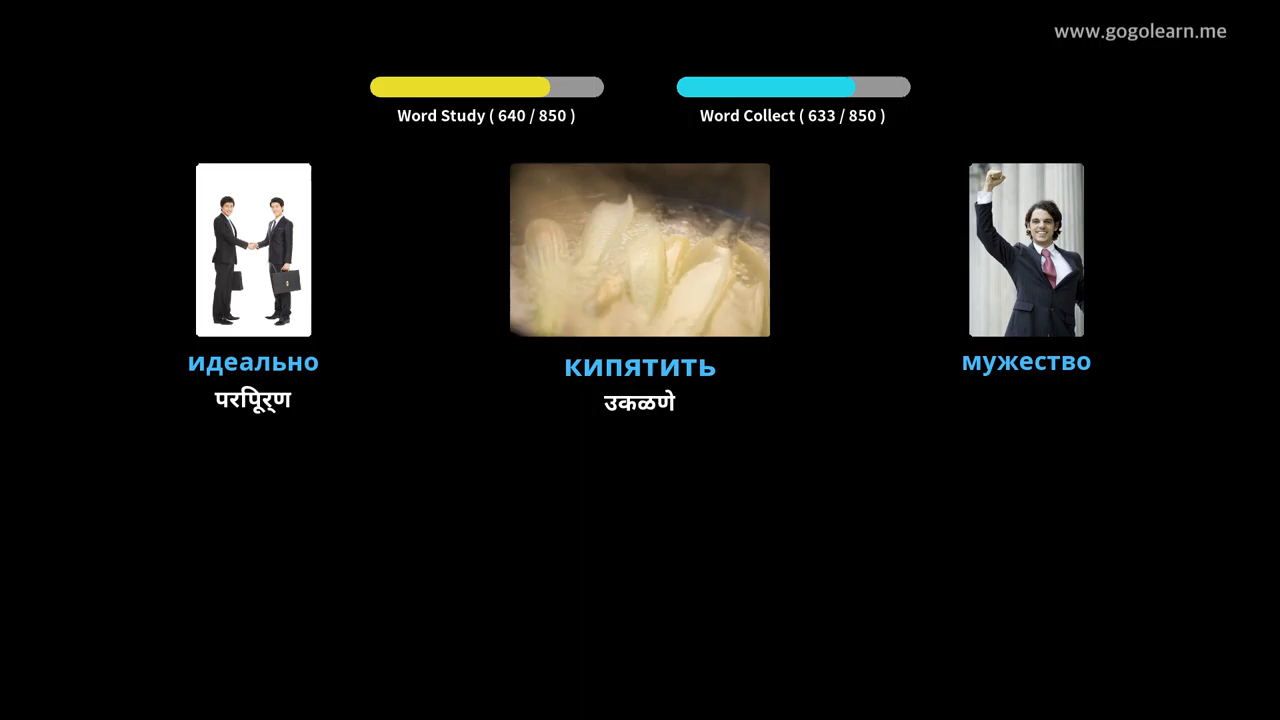 www.gogolearn.me
Word Study ( 640 / 850 )
Word Collect ( 633 / 850 )
идеально
परिपूर्ण
кипятить
उकळणे
мужество